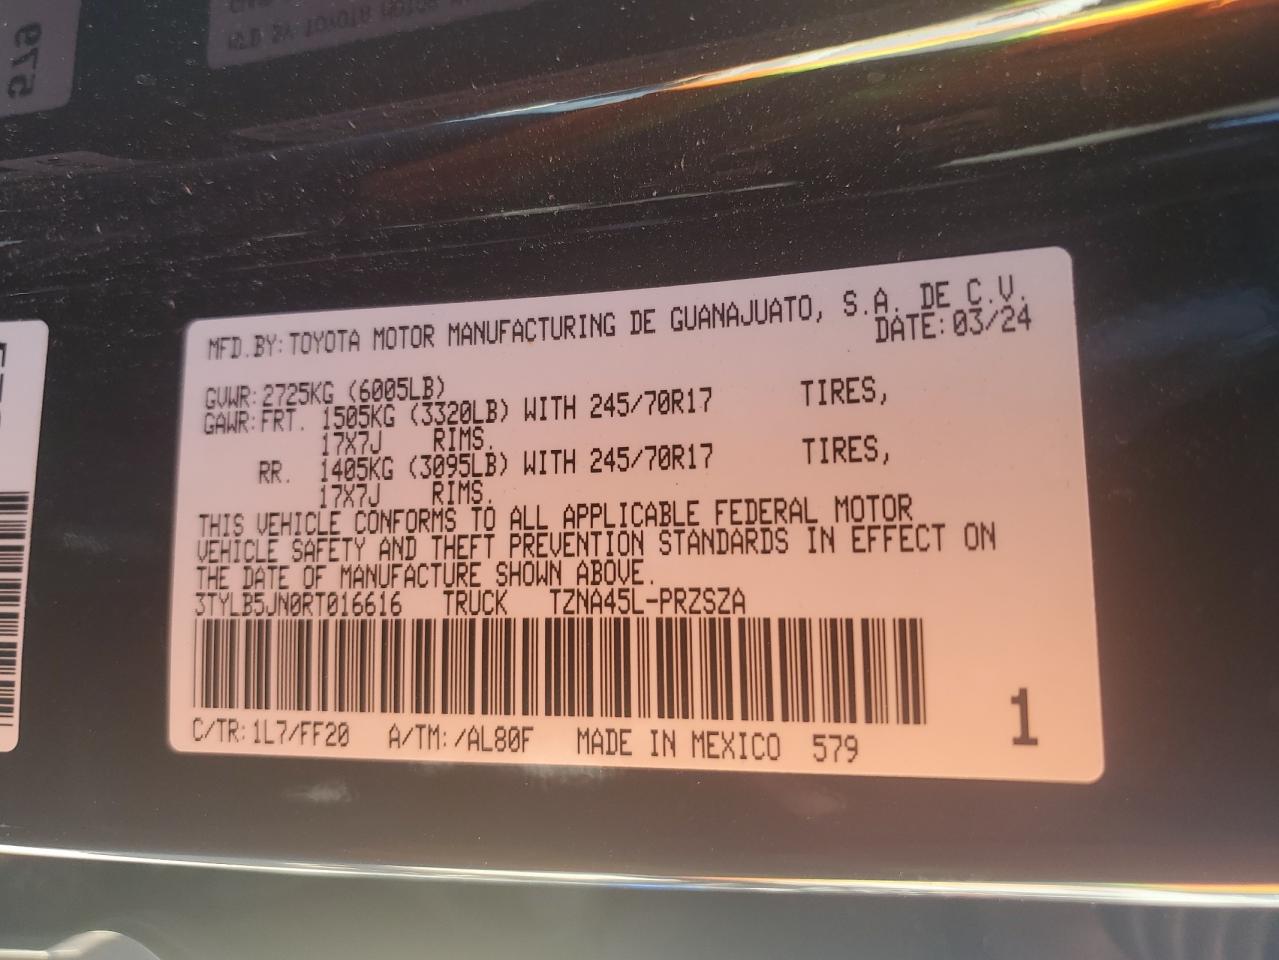 MFD.BY:TOYOTA MOTOR MANUFACTURING DE GUANAJUATO, S.A. DE C.V.
DATE:03/24
GVWR:2725KG (6005LB)
GAWR:FRT. 1505KG (3320LB) WITH 245/70R17 TIRES,
17X7J RIMS.
RR. 1405KG (3095LB) WITH 245/70R17 TIRES,
17X7J RIMS.
THIS VEHICLE CONFORMS TO ALL APPLICABLE FEDERAL MOTOR
VEHICLE SAFETY AND THEFT PREVENTION STANDARDS IN EFFECT ON
THE DATE OF MANUFACTURE SHOWN ABOVE.
3TYLB5JN0RT016616 TRUCK TZNA45L-PRZSZA
C/TR:1L7/FF20 A/TM:/AL80F MADE IN MEXICO 579
1